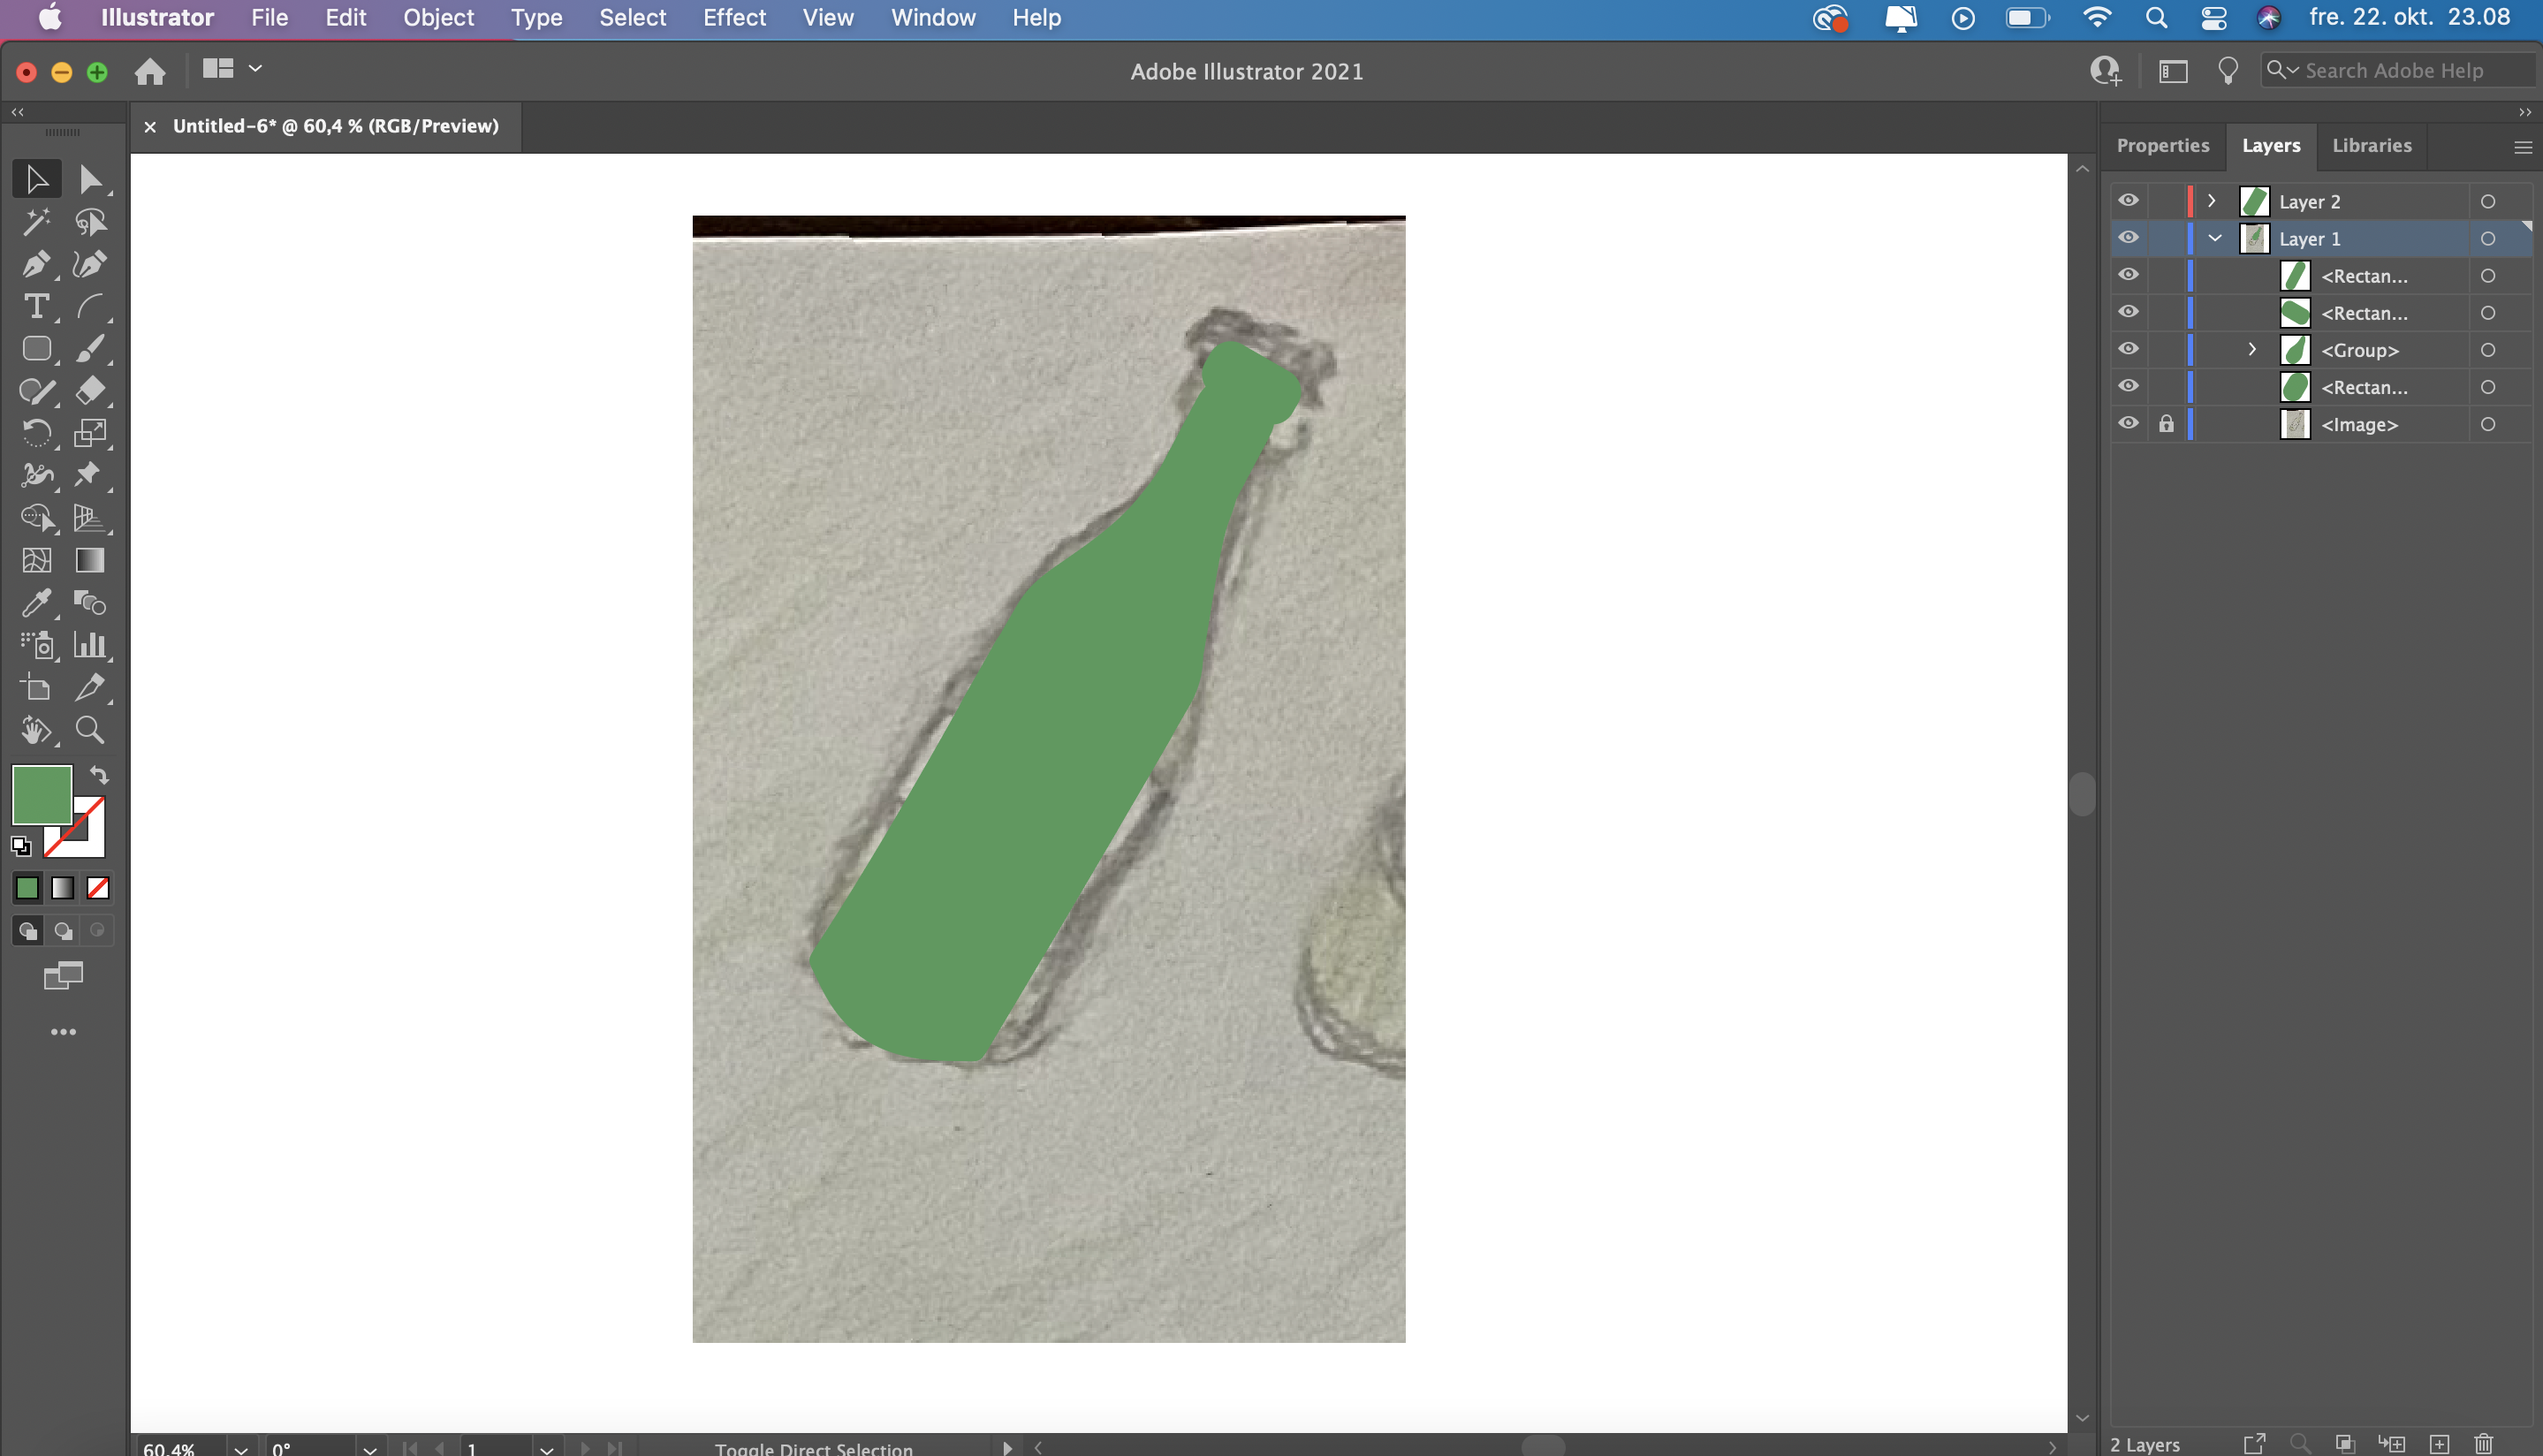 Illustrator File Edit Object Type Select Effect View Window Help fre. 22. okt. 23.08
Adobe Illustrator 2021
Search Adobe Help
Untitled-6* @ 60,4 % (RGB/Preview)
Properties Layers Libraries
Layer 2
Layer 1
<Rectan...
<Rectan...
<Group>
<Rectan...
<Image>
60,4% 0° 1 Toggle Direct Selection
2 Layers